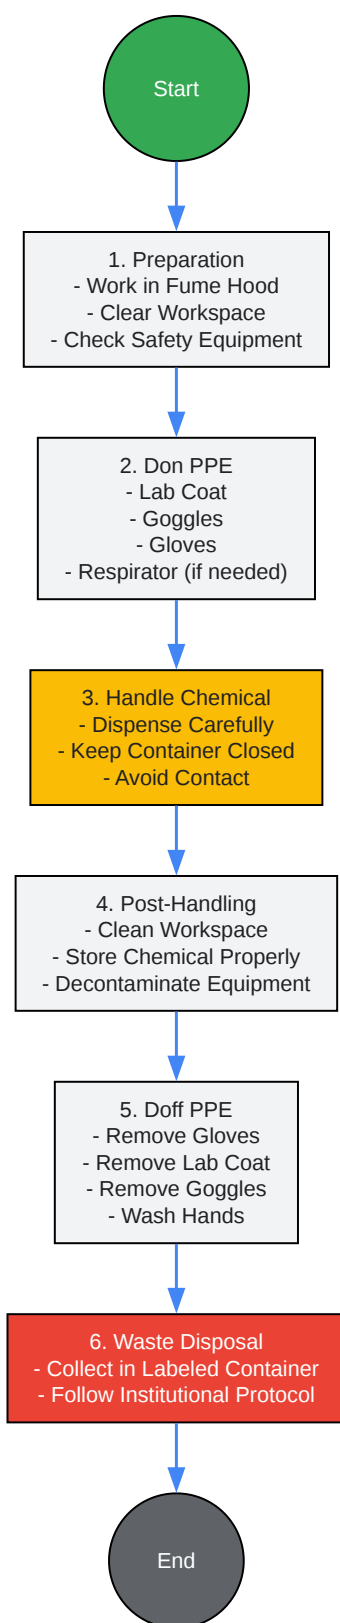 Start
1. Preparation
- Work in Fume Hood
- Clear Workspace
- Check Safety Equipment
2. Don PPE
- Lab Coat
- Goggles
- Gloves
- Respirator (if needed)
3. Handle Chemical
- Dispense Carefully
- Keep Container Closed
- Avoid Contact
4. Post-Handling
- Clean Workspace
- Store Chemical Properly
- Decontaminate Equipment
5. Doff PPE
- Remove Gloves
- Remove Lab Coat
- Remove Goggles
- Wash Hands
6. Waste Disposal
- Collect in Labeled Container
- Follow Institutional Protocol
End